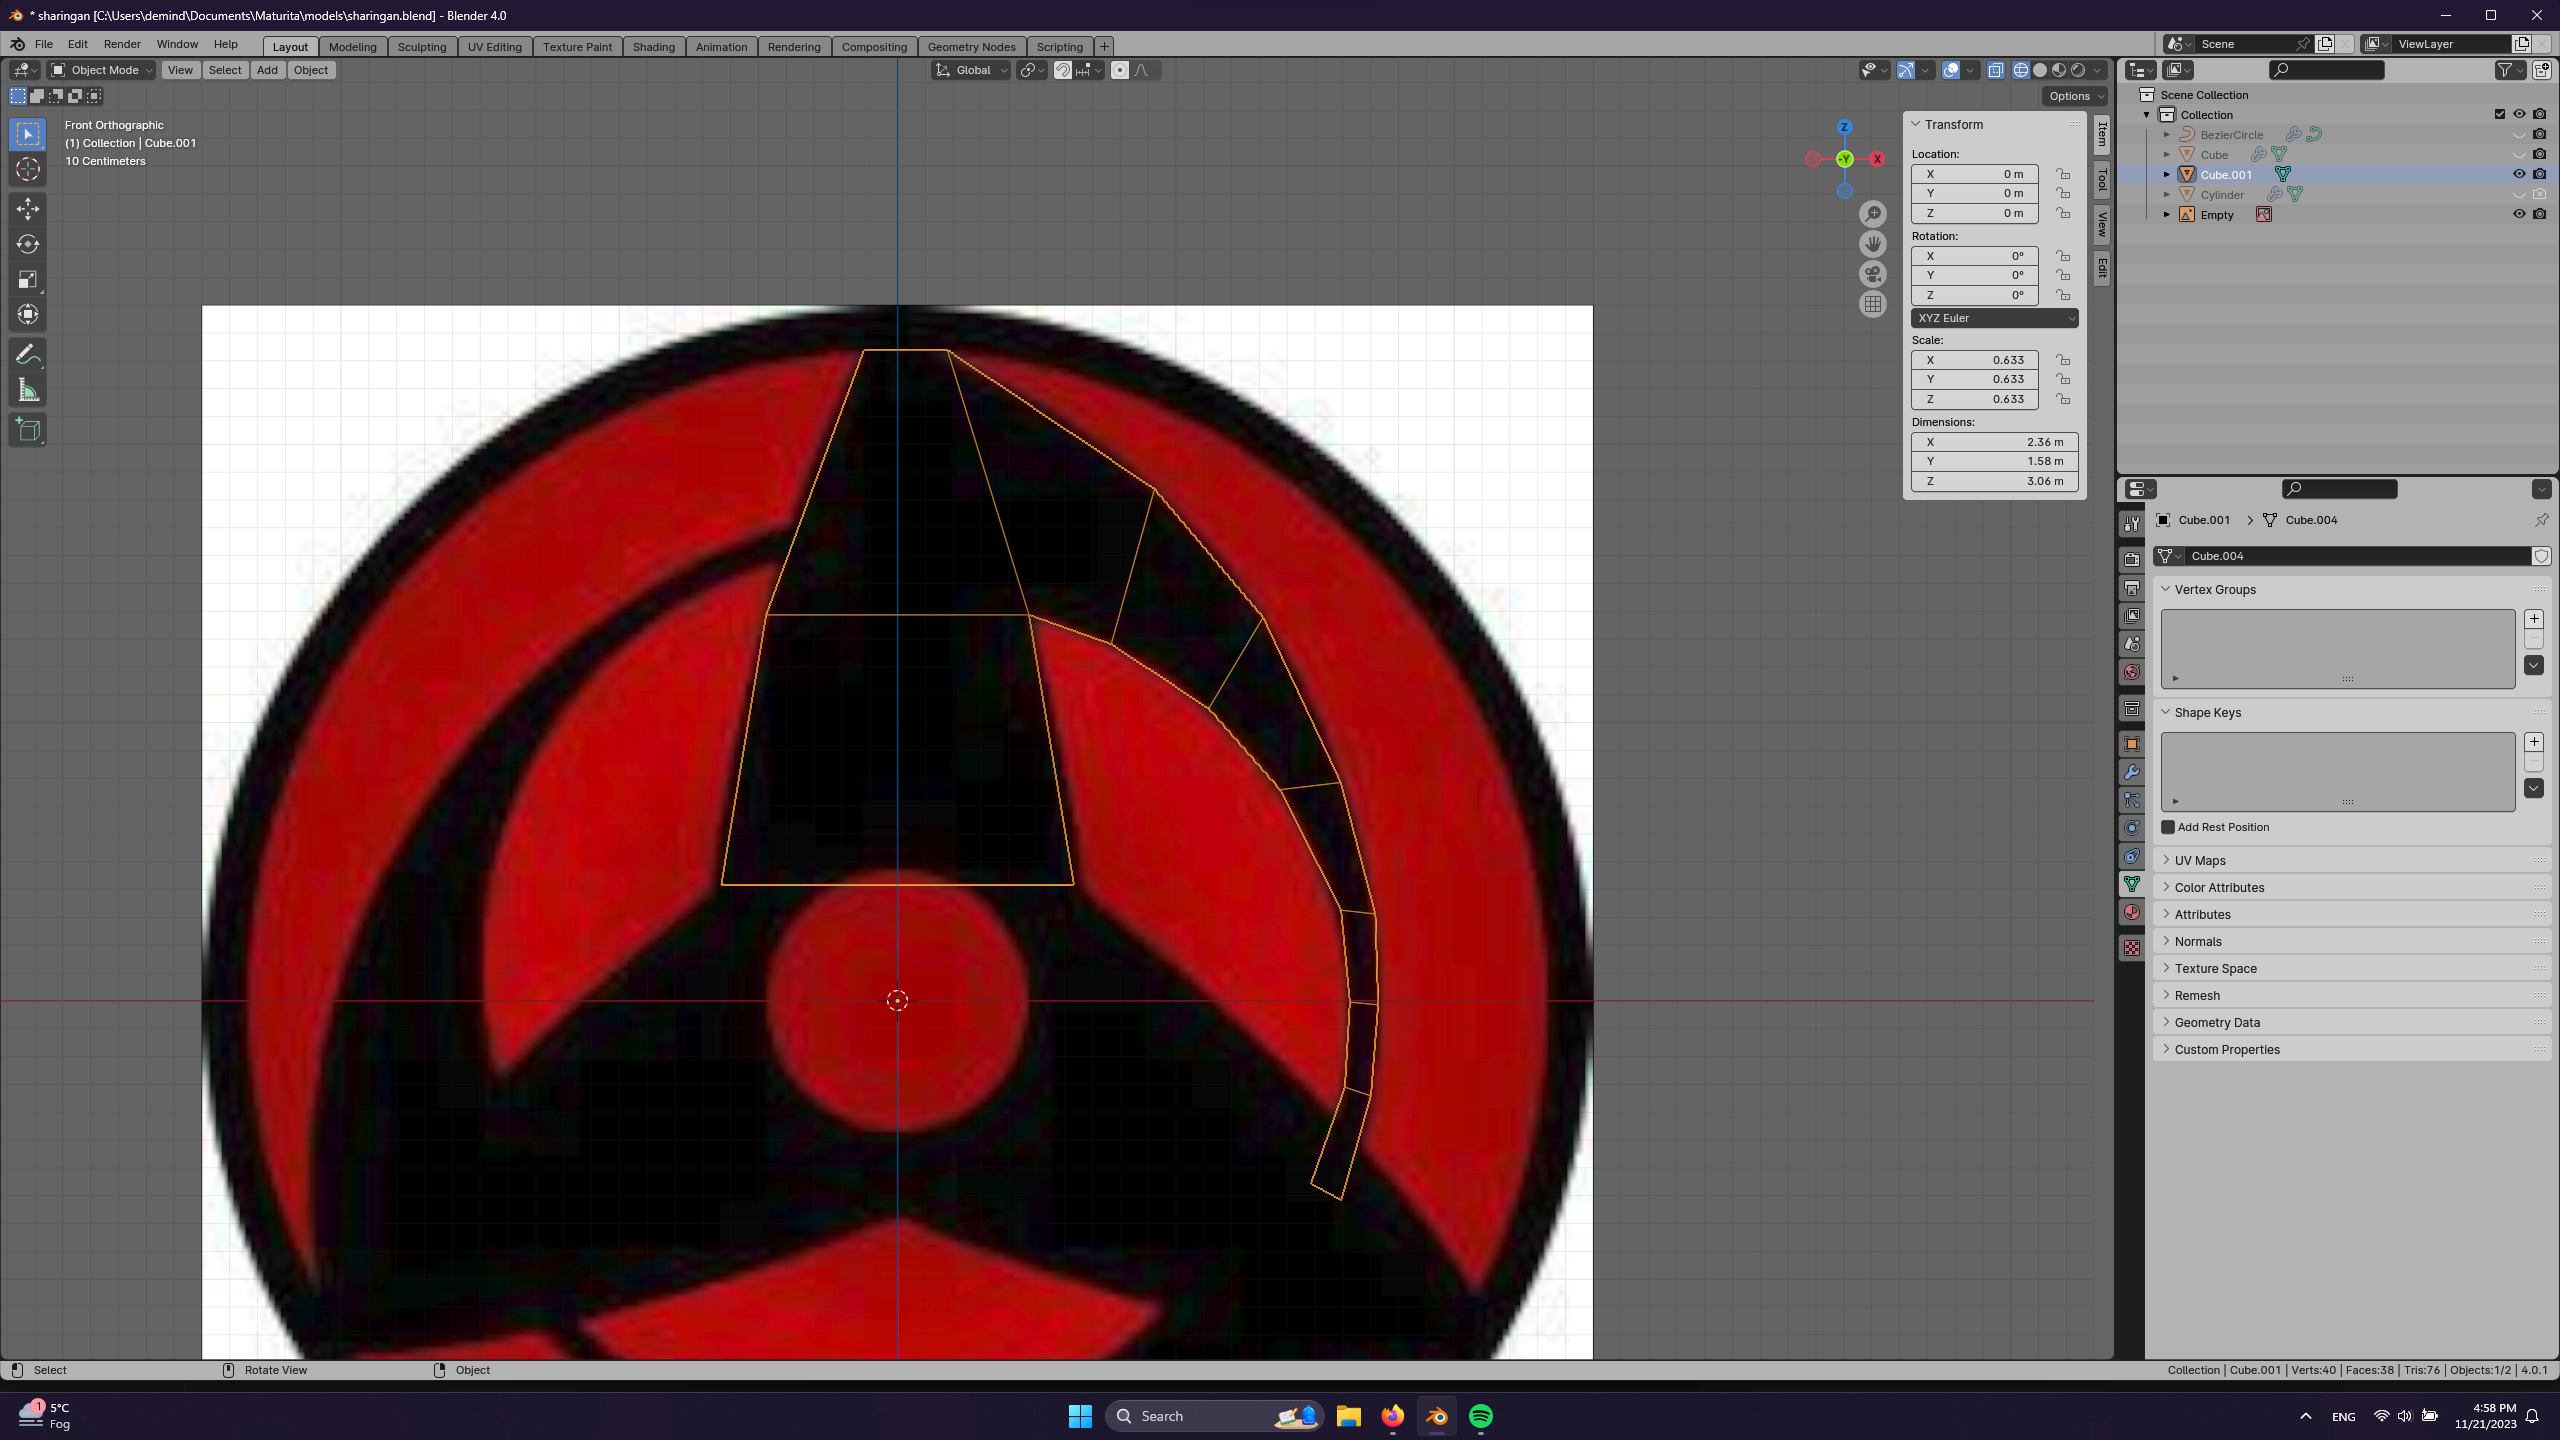 * sharingan [C:\Users\demind\Documents\Maturita\models\sharingan.blend] - Blender 4.0
File Edit Render Window Help
Layout Modeling Sculpting UV Editing Texture Paint Shading Animation Rendering Compositing Geometry Nodes Scripting +
Scene
ViewLayer
Object Mode View Select Add Object
Global
Options
Front Orthographic
(1) Collection | Cube.001
10 Centimeters
Z
-Y
X
Item
Tool
View
Edit
Transform
Location:
X 0 m
Y 0 m
Z 0 m
Rotation:
X 0°
Y 0°
Z 0°
XYZ Euler
Scale:
X 0.633
Y 0.633
Z 0.633
Dimensions:
X 2.36 m
Y 1.58 m
Z 3.06 m
Scene Collection
Collection
BezierCircle
Cube
Cube.001
Cylinder
Empty
Cube.001 > Cube.004
Cube.004
Vertex Groups
Shape Keys
Add Rest Position
UV Maps
Color Attributes
Attributes
Normals
Texture Space
Remesh
Geometry Data
Custom Properties
Select
Rotate View
Object
Collection | Cube.001 | Verts:40 | Faces:38 | Tris:76 | Objects:1/2 | 4.0.1
1
5°C
Fog
Search
ENG
4:58 PM
11/21/2023